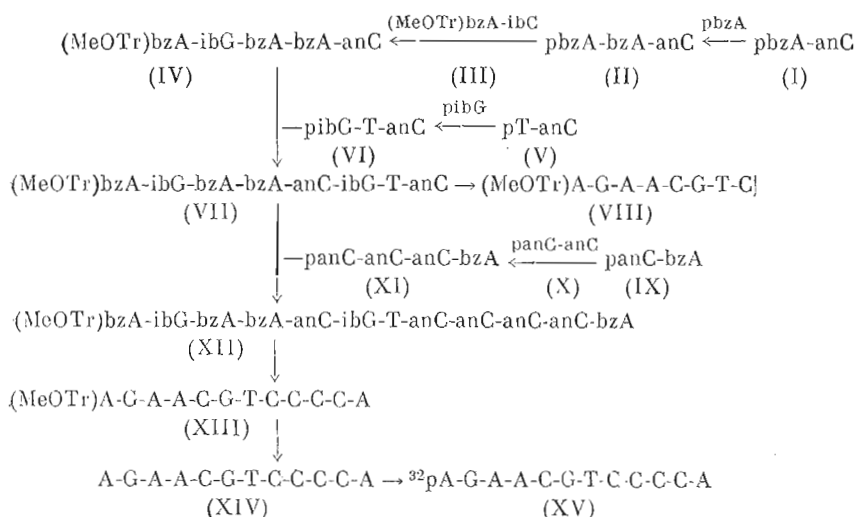 (MeOTr)bzA-ibC pbzA
(MeOTr)bzA-ibG-bzA-bzA-anC ← pbzA-bzA-anC ← pbzA-anC
(IV) (III) (II) (I)
pibG
—pibG-T-anC ← pT-anC
(VI) (V)
(MeOTr)bzA-ibG-bzA-bzA-anC-ibG-T-anC → (MeOTr)A-G-A-A-C-G-T-C
(VII) (VIII)
panC-anC
—panC-anC-anC-bzA ← panC-bzA
(XI) (X) (IX)
(MeOTr)bzA-ibG-bzA-bzA-anC-ibG-T-anC-anC-anC-anC-bzA
(XII)
(MeOTr)A-G-A-A-C-G-T-C-C-C-C-A
(XIII)
A-G-A-A-C-G-T-C-C-C-C-A → ³²pA-G-A-A-C-G-T-C-C-C-C-A
(XIV) (XV)